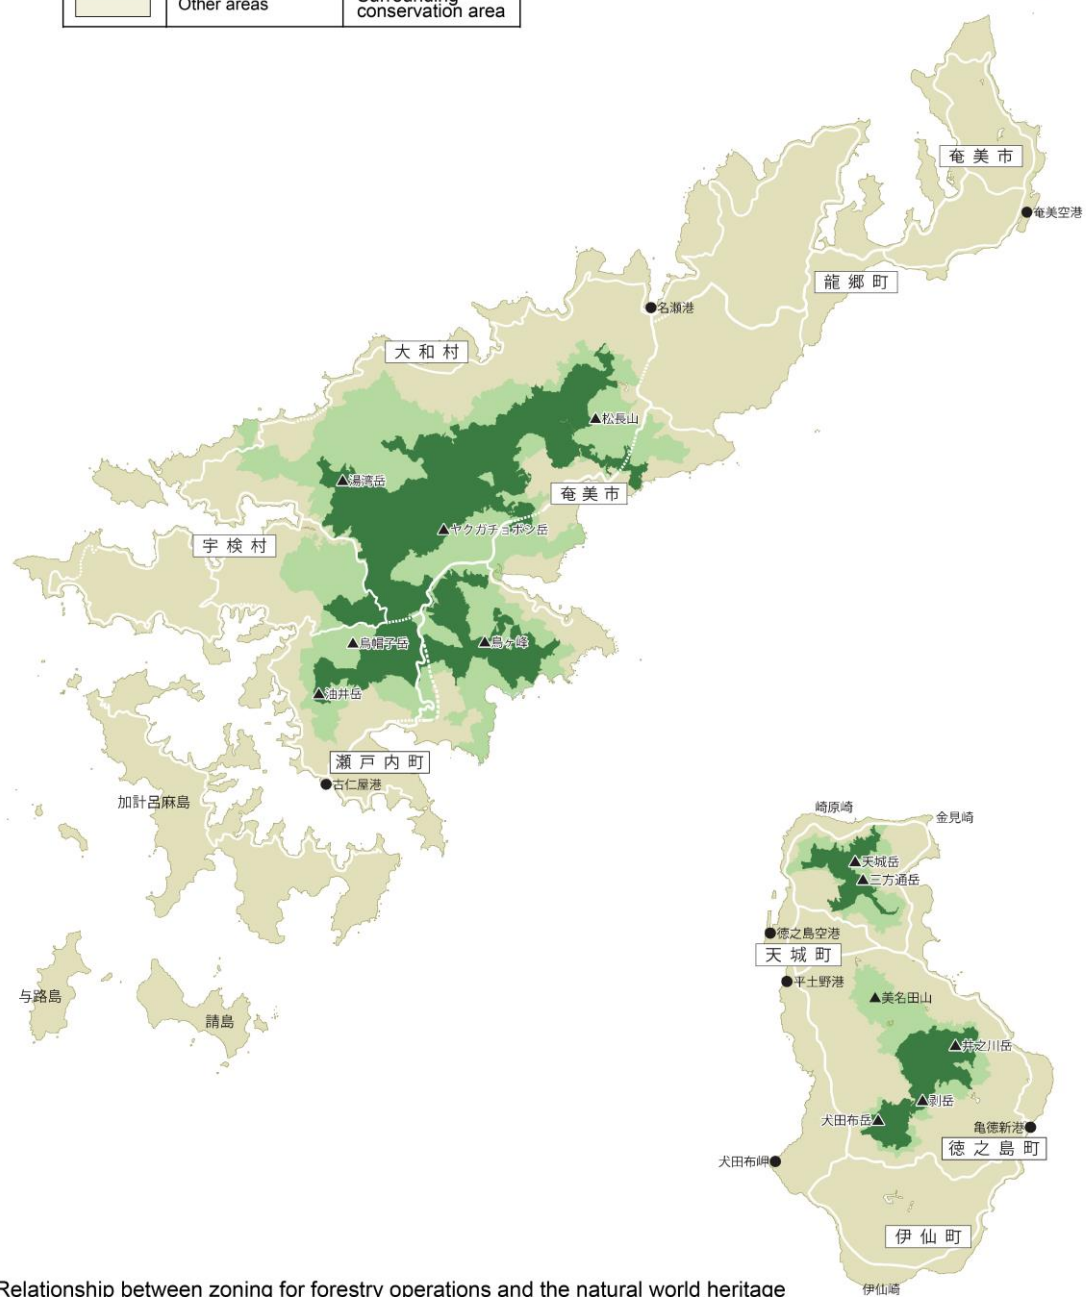 Other areas
Surrounding
conservation area
奄美市
奄美空港
龍郷町
名瀬港
大和村
松長山
湯湾岳
奄美市
ヤクガチョボシ岳
宇検村
烏帽子岳
鳥ヶ峰
油井岳
瀬戸内町
古仁屋港
加計呂麻島
与路島
請島
崎原崎
金見崎
天城岳
三方通岳
徳之島空港
天城町
平土野港
美名田山
井之川岳
剥岳
犬田布岳
亀徳新港
徳之島町
犬田布岬
伊仙町
伊仙崎
Relationship between zoning for forestry operations and the natural world heritage